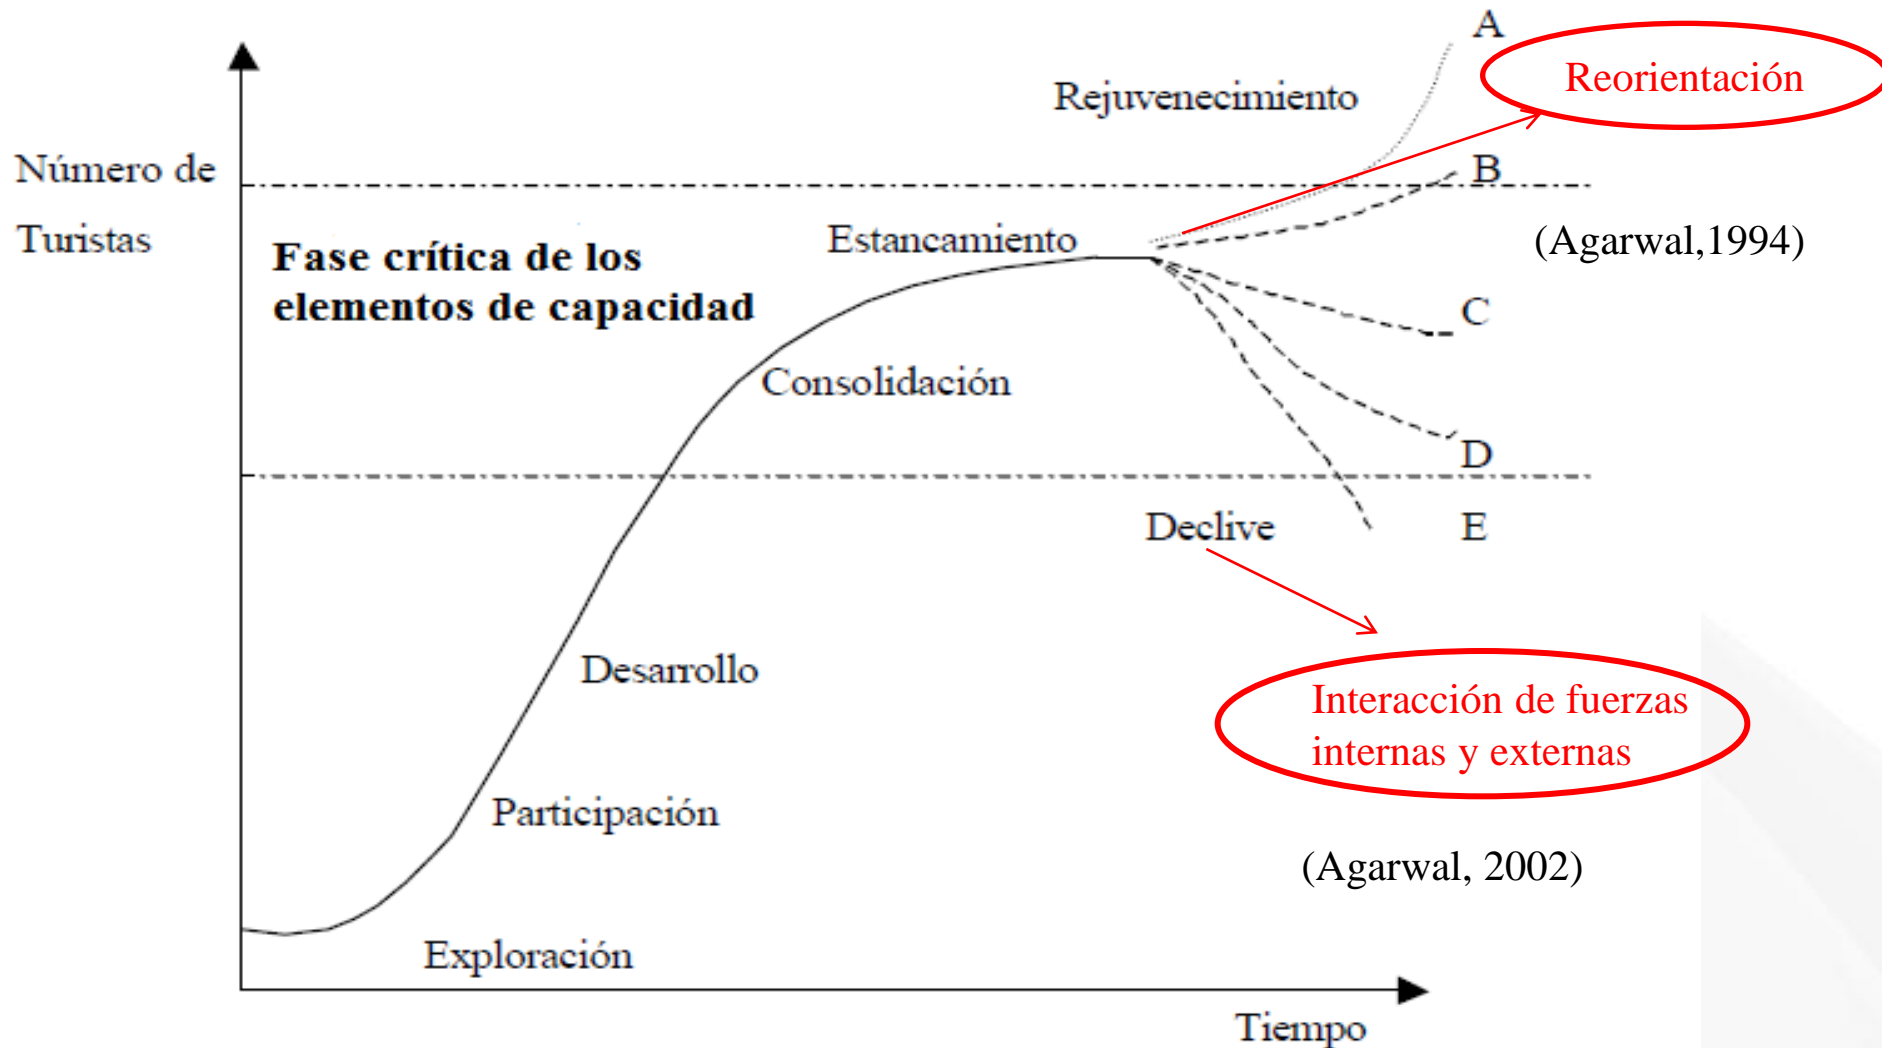 A
Reorientación
Rejuvenecimiento
Número de
Turistas
B
Estancamiento
(Agarwal,1994)
Fase crítica de los
elementos de capacidad
C
Consolidación
D
Declive
E
Desarrollo
Interacción de fuerzas
internas y externas
Participación
(Agarwal, 2002)
Exploración
Tiempo